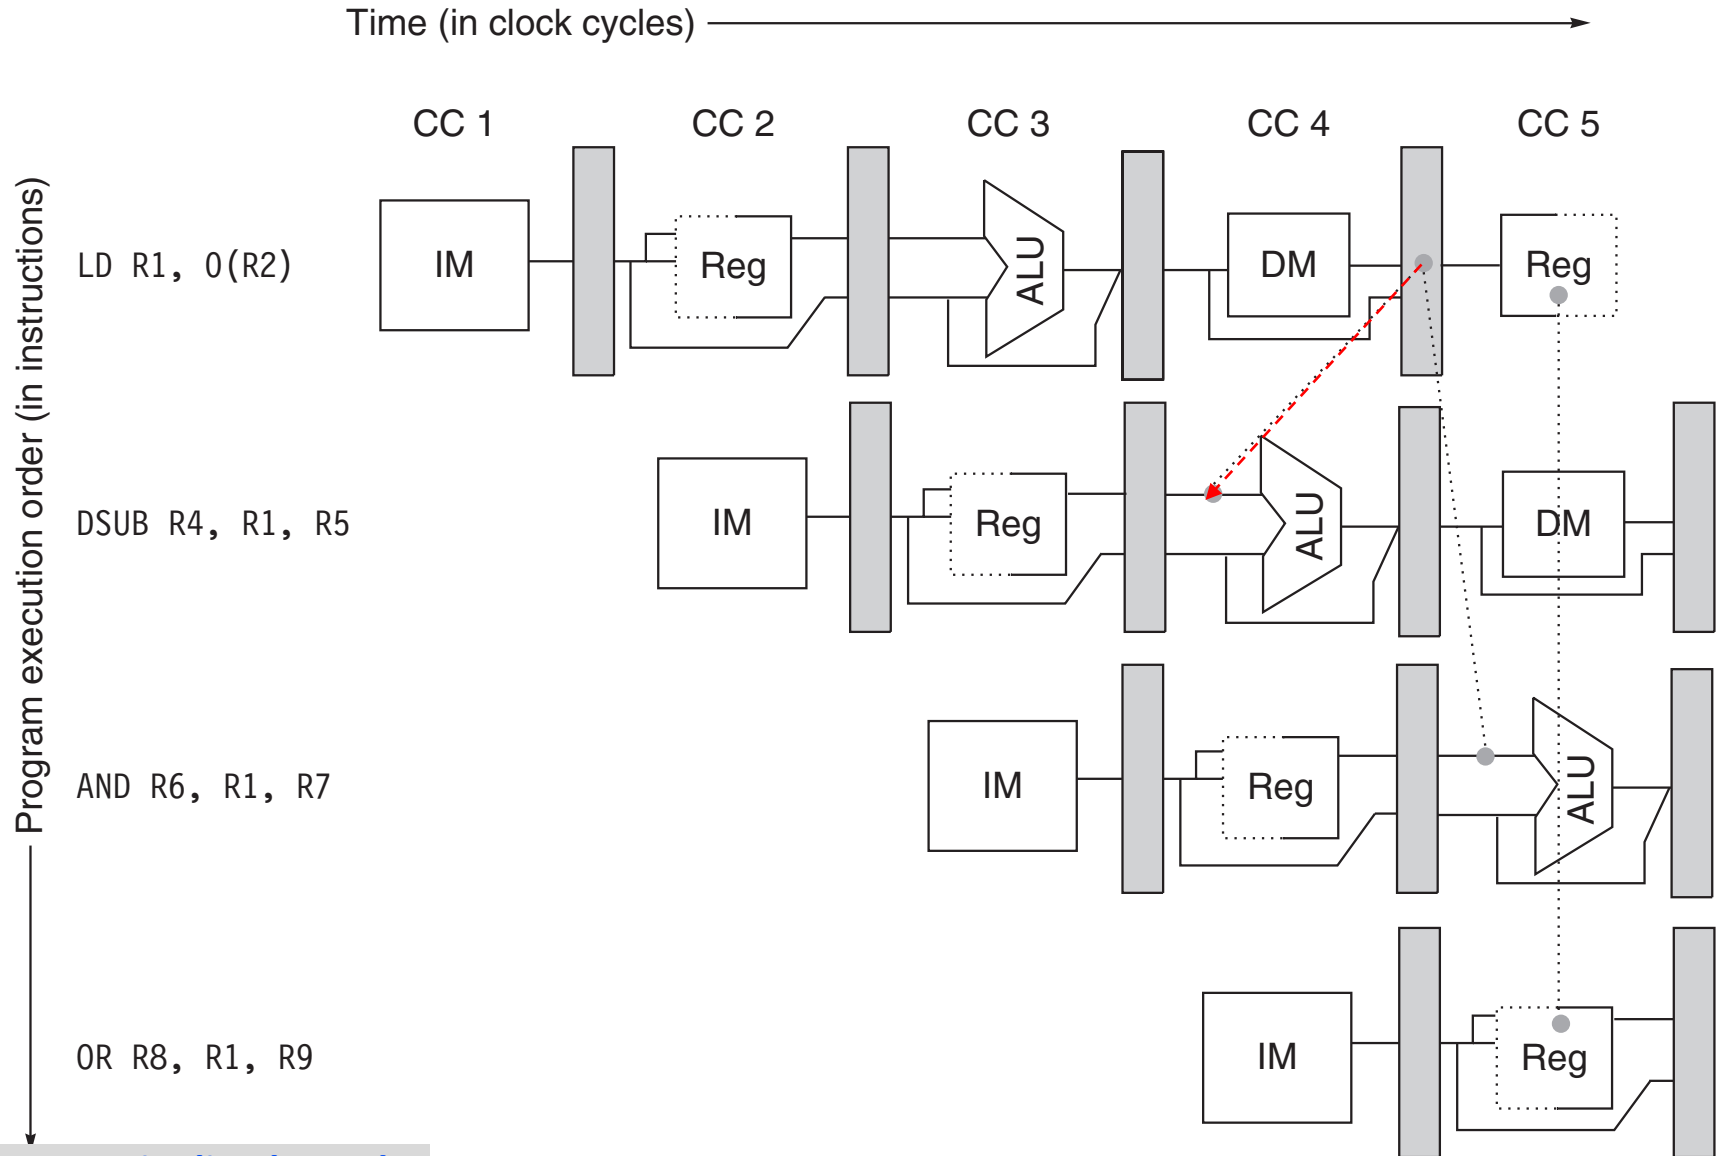 Time (in clock cycles)
CC 1 CC 2 CC 3 CC 4 CC 5
Program execution order (in instructions)
LD R1, 0(R2) IM Reg ALU DM Reg
DSUB R4, R1, R5 IM Reg ALU DM
AND R6, R1, R7 IM Reg ALU
OR R8, R1, R9 IM Reg